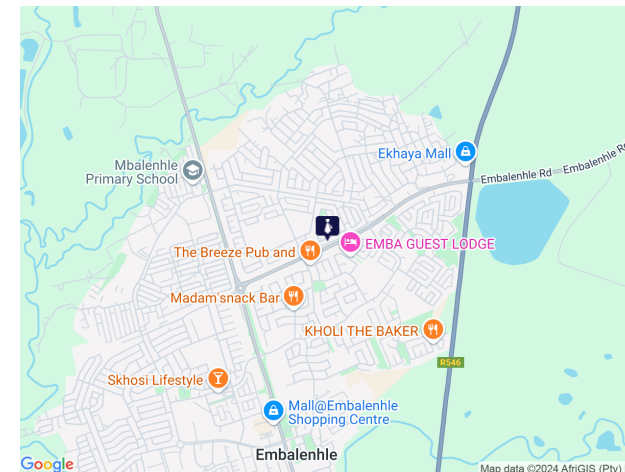 Ekhaya Mall
Mbalenhle
Primary School
Embalenhle Rd
Embalenhle Rd
EMBA GUEST LODGE
The Breeze Pub and
Madam'snack Bar
KHOLI THE BAKER
R546
Skhosi Lifestyle
Mall@Embalenhle
Shopping Centre
Embalenhle
Google
Map data ©2024 AfriGIS (Pty)